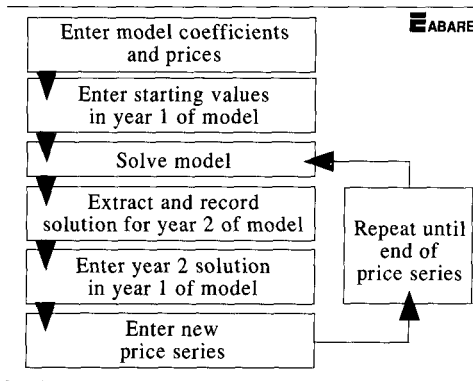 ABARE
Enter model coefficients
and prices
Enter starting values
in year 1 of model
Solve model
Extract and record
solution for year 2 of model
Enter year 2 solution
in year 1 of model
Enter new
price series
Repeat until
end of
price series